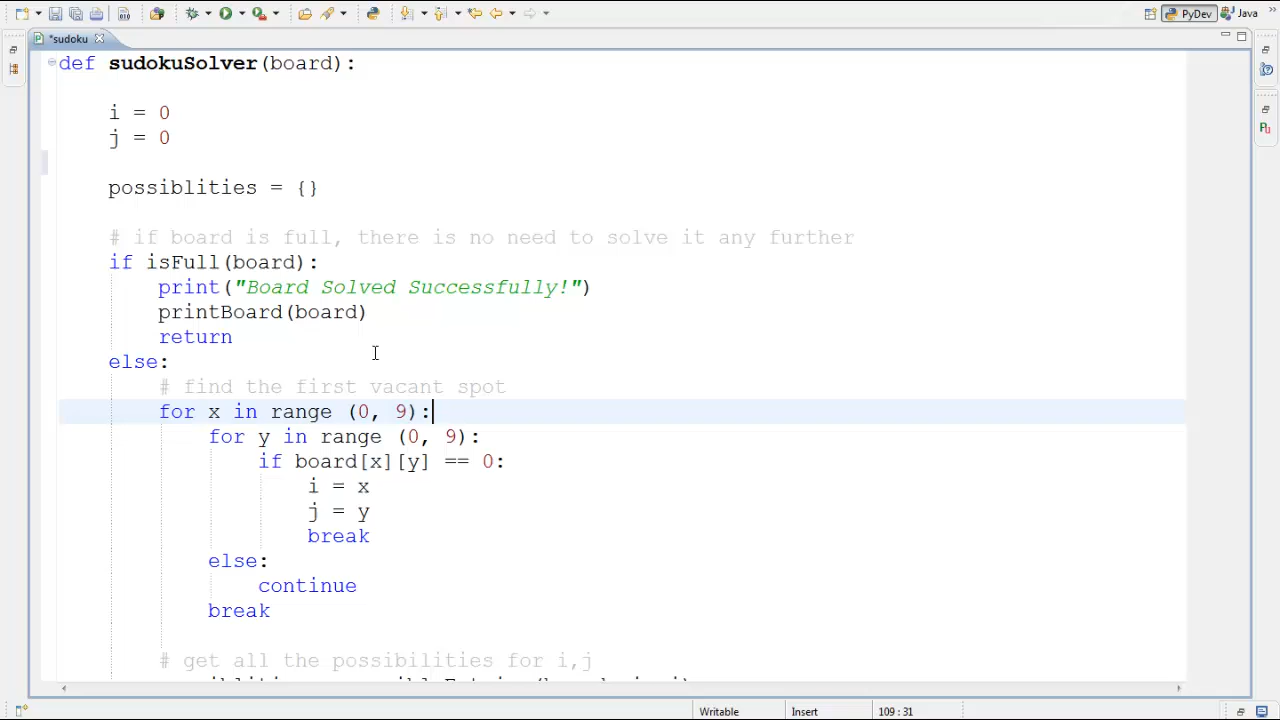 PyDev
Java
*sudoku
def sudokuSolver(board):
i = 0
j = 0
possiblities = {}
# if board is full, there is no need to solve it any further
if isFull(board):
print("Board Solved Successfully!")
printBoard(board)
return
else:
# find the first vacant spot
for x in range (0, 9):
for y in range (0, 9):
if board[x][y] == 0:
i = x
j = y
break
else:
continue
break
# get all the possibilities for i,j
Writable
Insert
109 : 31